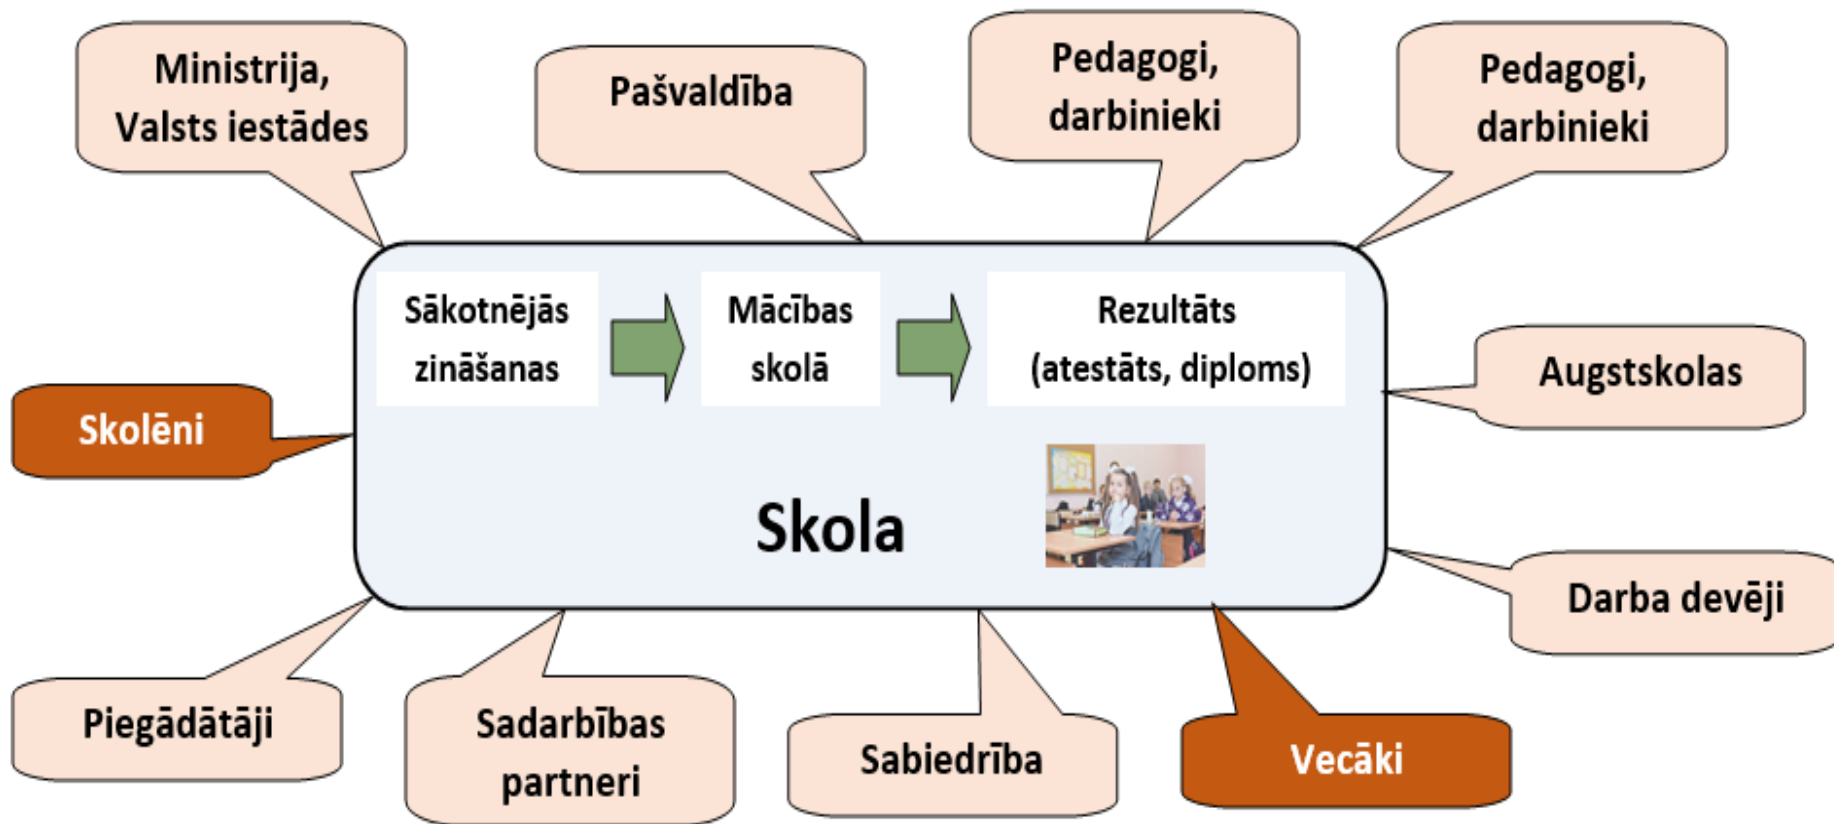 Ministrija,
Valsts iestādes
Pašvaldība
Pedagogi,
darbinieki
Pedagogi,
darbinieki
Sākotnējās
zināšanas
Mācības
skolā
Rezultāts
(atestāts, diploms)
Skolēni
Augstskolas
Skola
Darba devēji
Piegādātāji
Sadarbības
partneri
Sabiedrība
Vecāki